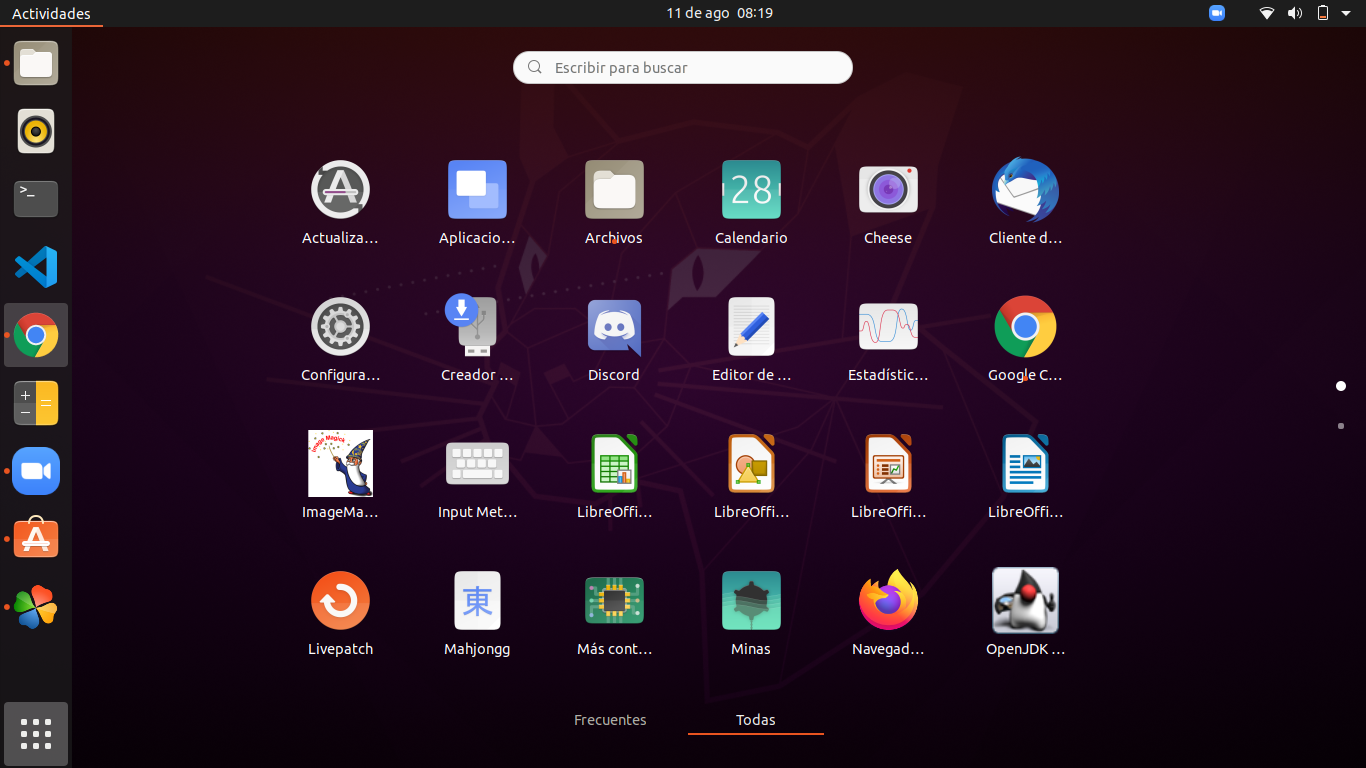 Actividades
11 de ago 08:19
Escribir para buscar
>_
28
Actualiza…
Aplicacio…
Archivos
Calendario
Cheese
Cliente d…
Configura…
Creador …
Discord
Editor de …
Estadístic…
Google C…
Image Magick
ImageMa…
Input Met…
LibreOffi…
LibreOffi…
LibreOffi…
LibreOffi…
東
Livepatch
Mahjongg
Más cont…
Minas
Navegad…
OpenJDK …
Frecuentes
Todas